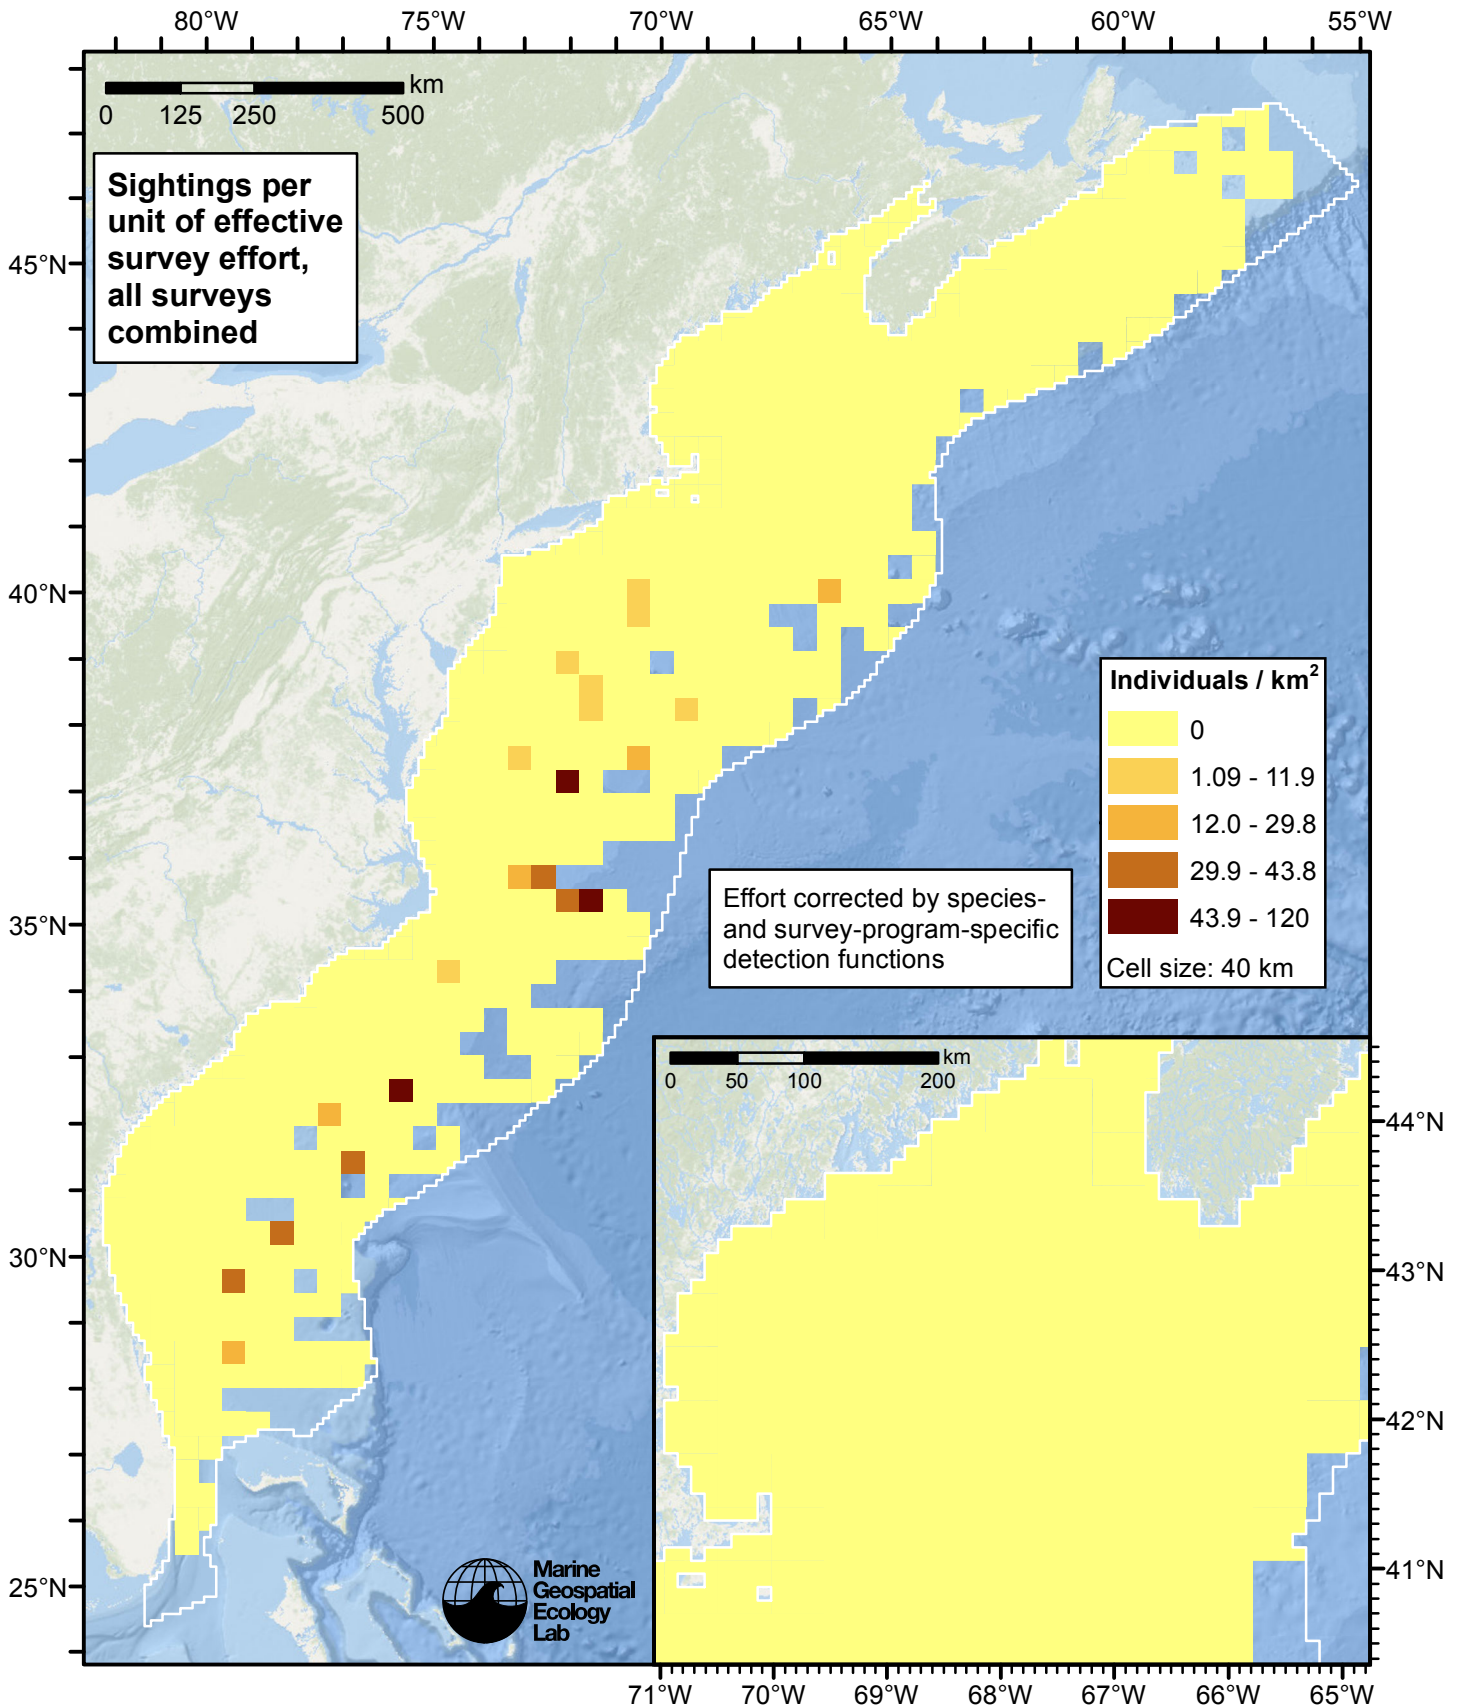 80°W 75°W 70°W 65°W 60°W 55°W
km
0 125 250 500
Sightings per
unit of effective
survey effort,
all surveys
combined
45°N
40°N
35°N
30°N
25°N
Individuals / km²
0
1.09 - 11.9
12.0 - 29.8
29.9 - 43.8
43.9 - 120
Cell size: 40 km
Effort corrected by species-
and survey-program-specific
detection functions
km
0 50 100 200
44°N
43°N
42°N
41°N
Marine
Geospatial
Ecology
Lab
71°W 70°W 69°W 68°W 67°W 66°W 65°W